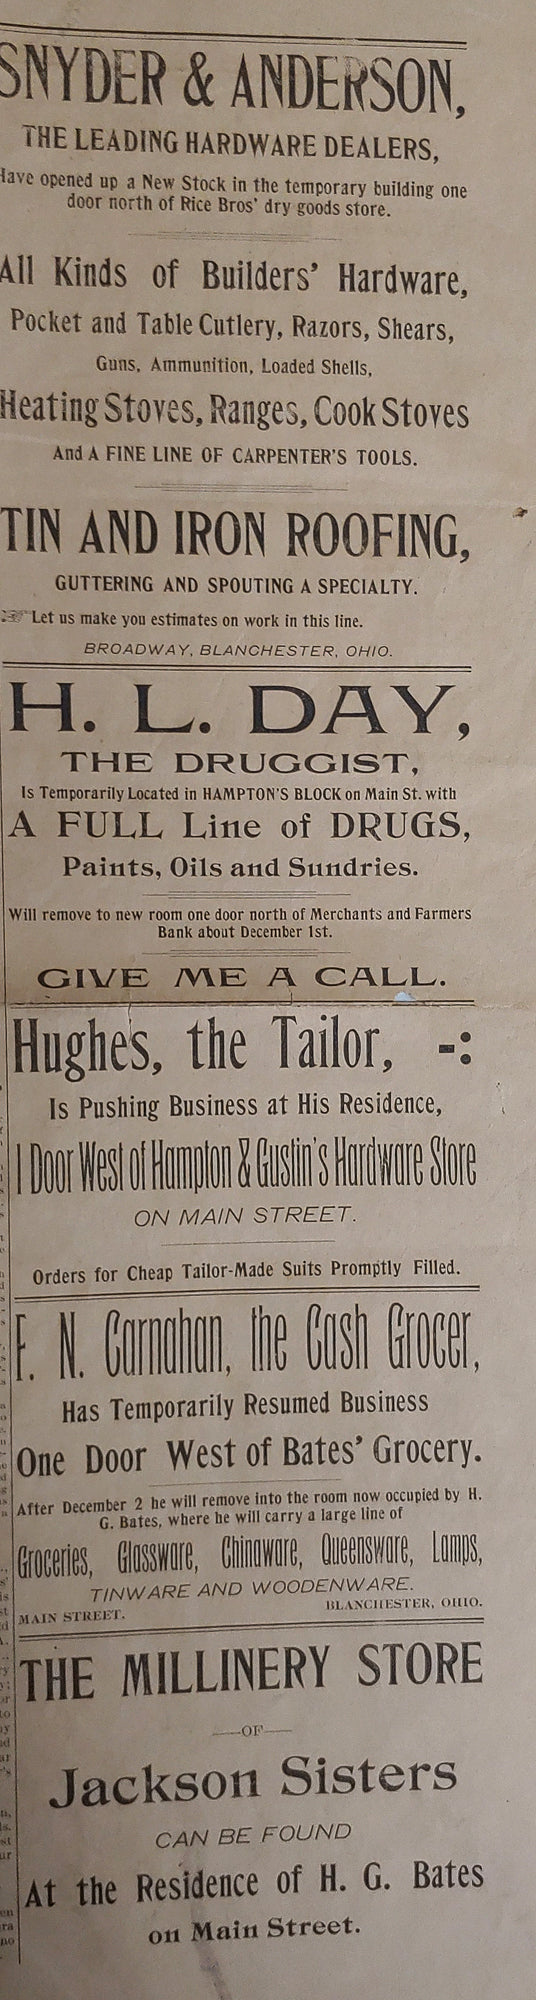 SNYDER & ANDERSON,
THE LEADING HARDWARE DEALERS,
Have opened up a New Stock in the temporary building one
door north of Rice Bros' dry goods store.
All Kinds of Builders' Hardware,
Pocket and Table Cutlery, Razors, Shears,
Guns, Ammunition, Loaded Shells,
Heating Stoves, Ranges, Cook Stoves
And A FINE LINE OF CARPENTER'S TOOLS.
TIN AND IRON ROOFING,
GUTTERING AND SPOUTING A SPECIALTY.
☞ Let us make you estimates on work in this line.
BROADWAY, BLANCHESTER, OHIO.
H. L. DAY,
THE DRUGGIST,
Is Temporarily Located in HAMPTON'S BLOCK on Main St. with
A FULL Line of DRUGS,
Paints, Oils and Sundries.
Will remove to new room one door north of Merchants and Farmers
Bank about December 1st.
GIVE ME A CALL.
Hughes, the Tailor, -:
Is Pushing Business at His Residence,
1 Door West of Hampton & Gustin's Hardware Store
ON MAIN STREET.
Orders for Cheap Tailor-Made Suits Promptly Filled.
F. N. Carnahan, the Cash Grocer,
Has Temporarily Resumed Business
One Door West of Bates' Grocery.
After December 2 he will remove into the room now occupied by H.
G. Bates, where he will carry a large line of
Groceries, Glassware, Chinaware, Queensware, Lamps,
TINWARE AND WOODENWARE.
MAIN STREET. BLANCHESTER, OHIO.
THE MILLINERY STORE
—OF—
Jackson Sisters
CAN BE FOUND
At the Residence of H. G. Bates
on Main Street.